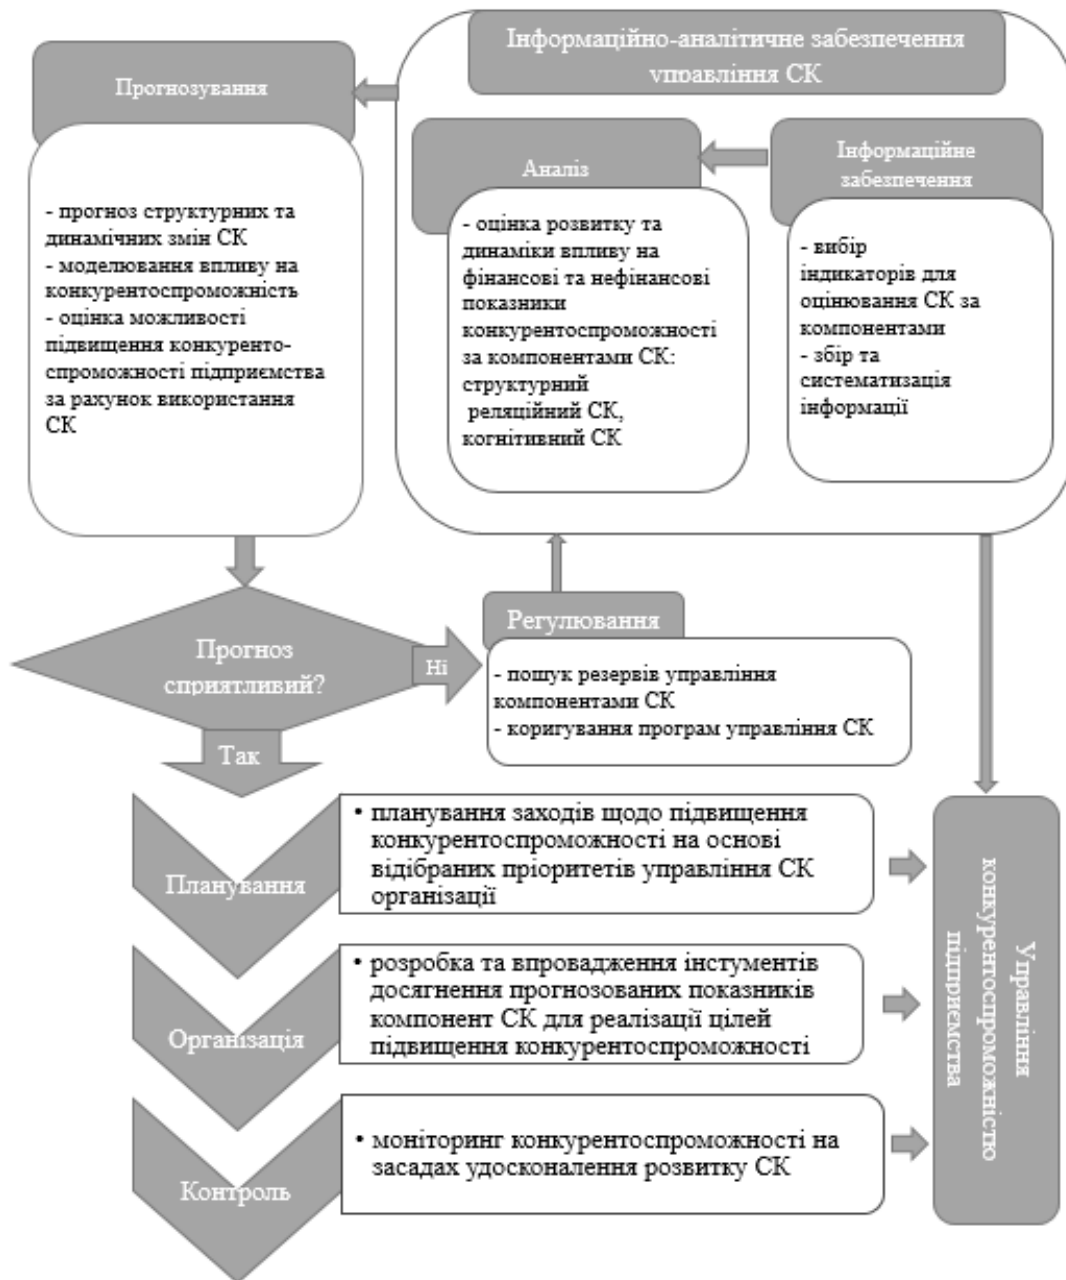 Інформаційно-аналітичне забезпечення
управління СК
Прогнозування
- прогноз структурних та
динамічних змін СК
- моделювання впливу на
конкурентоспроможність
- оцінка можливості
підвищення конкуренто-
спроможності підприємства
за рахунок використання
СК
Аналіз
- оцінка розвитку та
динаміки впливу на
фінансові та нефінансові
показники
конкурентоспроможності
за компонентами СК:
структурний
реляційний СК,
когнітивний СК
Інформаційне
забезпечення
- вибір
індикаторів для
оцінювання СК за
компонентами
- збір та
систематизація
інформації
Прогноз
сприятливий?
Ні
Регулювання
- пошук резервів управління
компонентами СК
- коригування програм управління СК
Так
Планування
• планування заходів щодо підвищення
конкурентоспроможності на основі
відібраних пріоритетів управління СК
організації
Організація
• розробка та впровадження інстументів
досягнення прогнозованих показників
компонент СК для реалізації цілей
підвищення конкурентоспроможності
Контроль
• моніторинг конкурентоспроможності на
засадах удосконалення розвитку СК
Управління
конкурентоспроможністю
підприємства